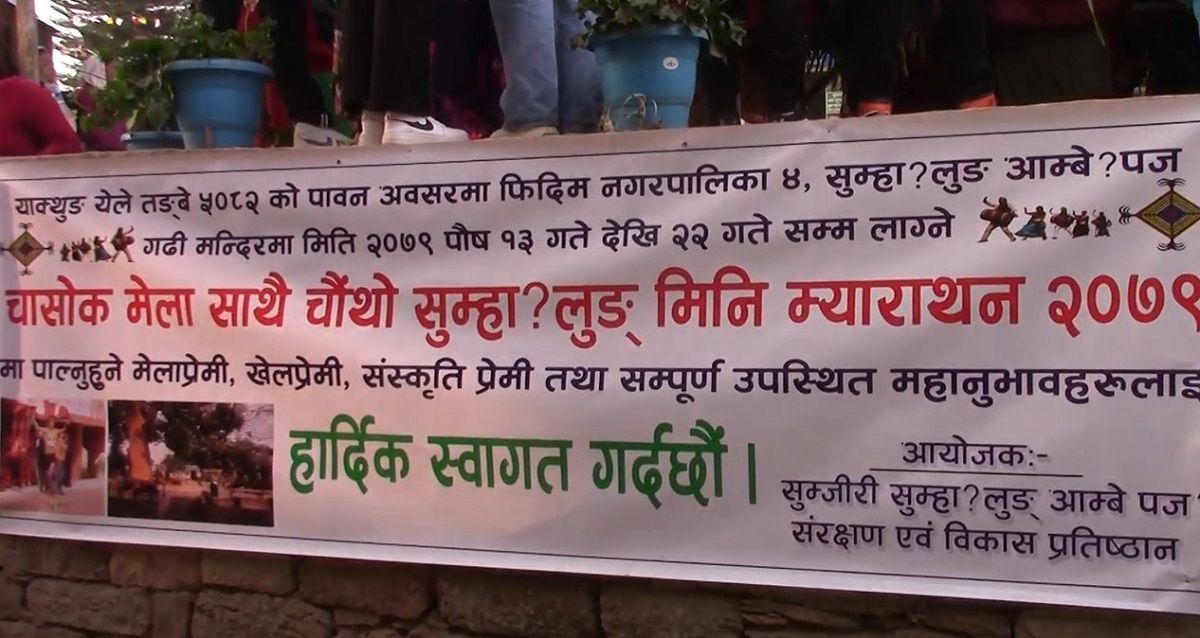 याक्थुङ येले तङ्बे ५०८२ को पावन अवसरमा फिदिम नगरपालिका ४, सुम्हा?लुङ आम्बे?पज
गढी मन्दिरमा मिति २०७९ पौष १३ गते देखि २२ गते सम्म लाग्ने
चासोक मेला साथै चौंथो सुम्हा?लुङ् मिनि म्याराथन २०७९
मा पाल्नुहुने मेलाप्रेमी, खेलप्रेमी, संस्कृति प्रेमी तथा सम्पूर्ण उपस्थित महानुभावहरूलाइ
हार्दिक स्वागत गर्दछौं ।
आयोजक:-
सुम्जीरी सुम्हा?लुङ् आम्बे पज
संरक्षण एवं विकास प्रतिष्ठान